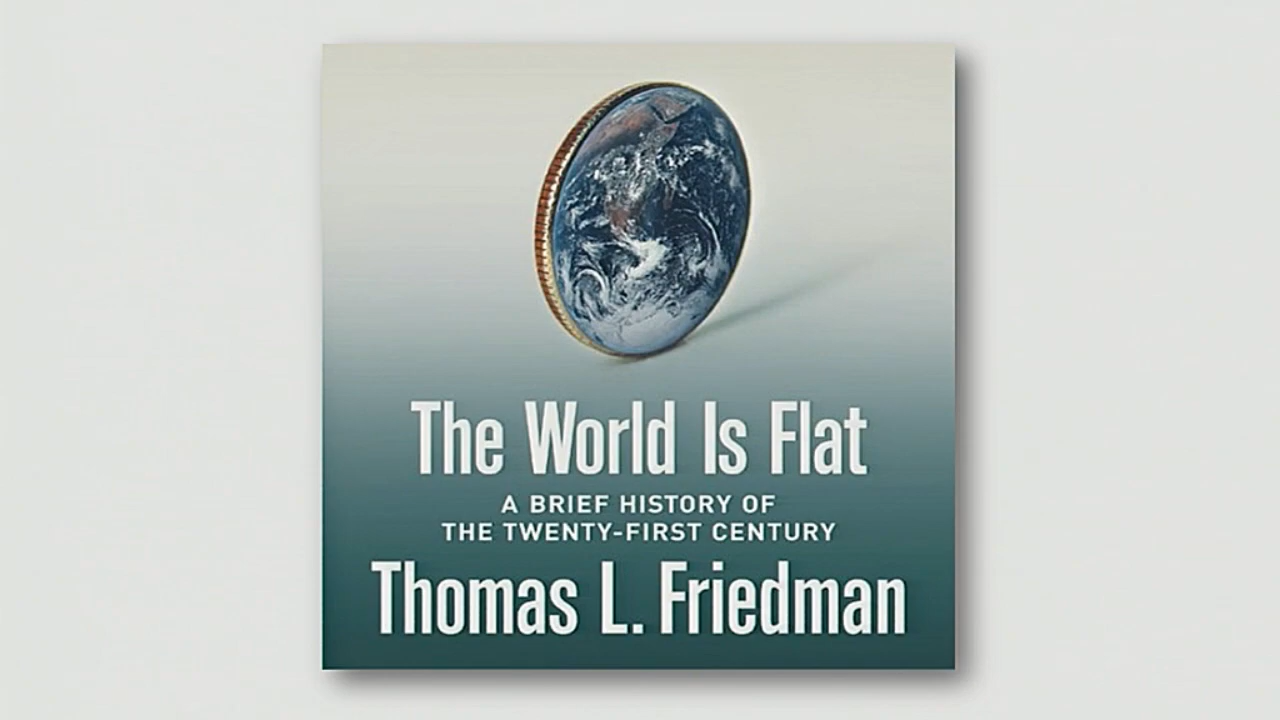 The World Is Flat
A BRIEF HISTORY OF
THE TWENTY-FIRST CENTURY
Thomas L. Friedman